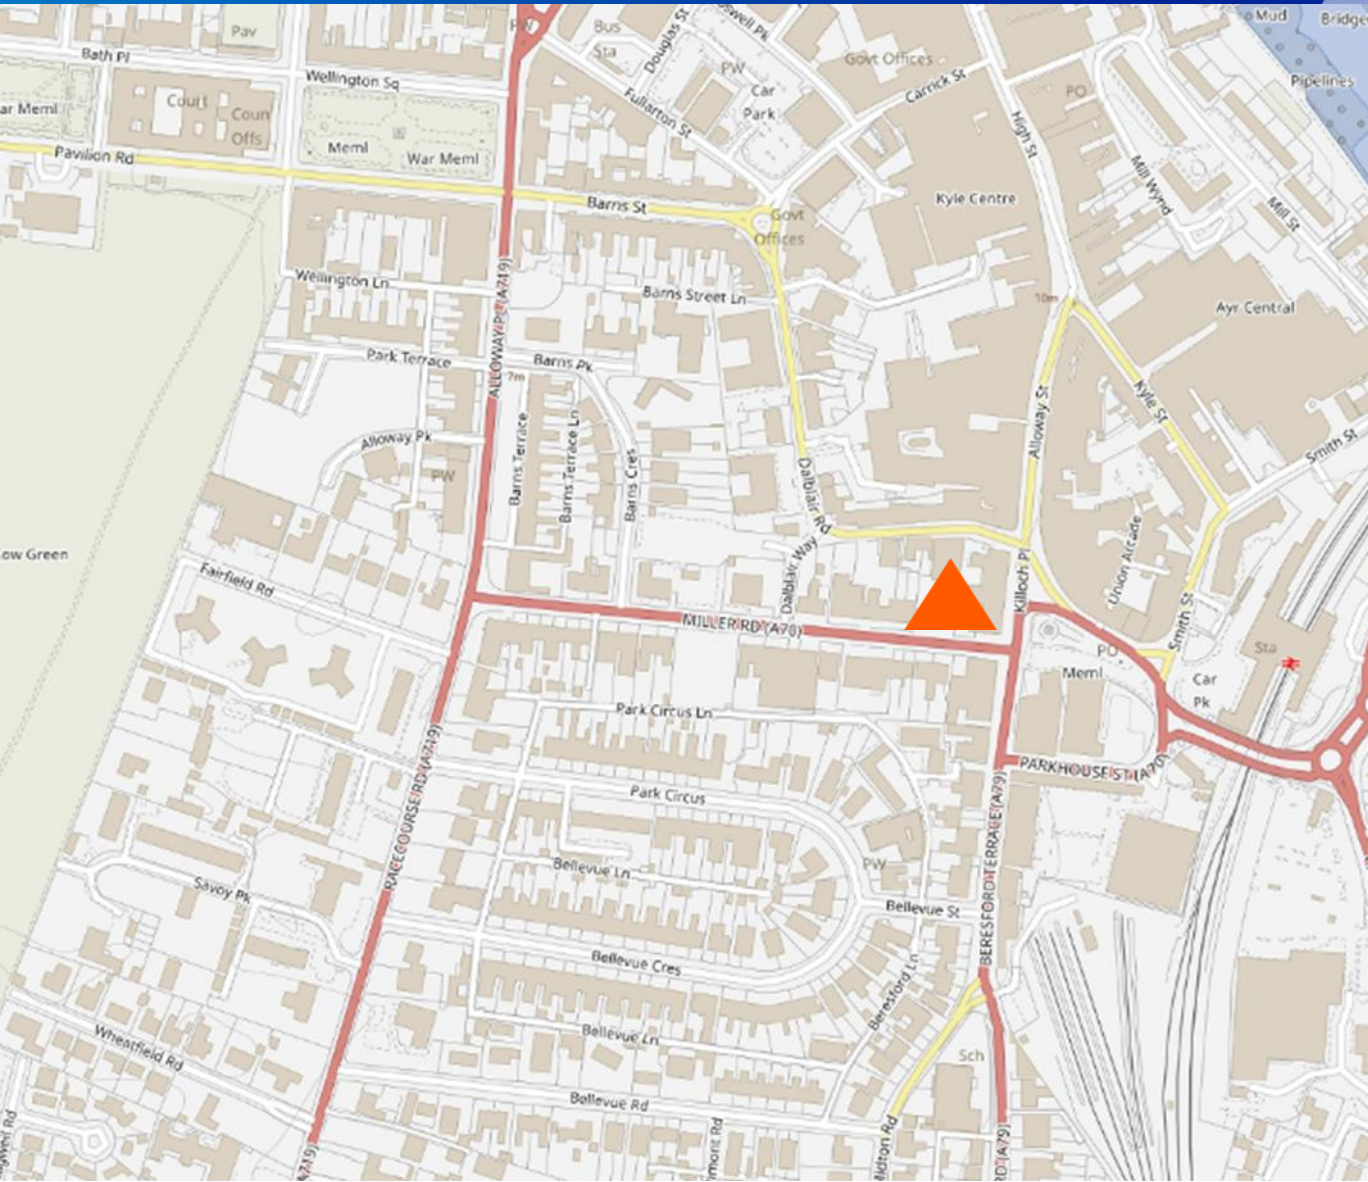 Pav
PW
Bus
Sta
Douglas St
PW
Govt Offices
Mud
Bridge
Pipelines
Bath Pl
Wellington Sq
Court
Coun
Offs
ar Meml
Meml
War Meml
Fullarton St
Car
Park
Carrick St
High St
PO
Mill Wynd
Mill St
Pavilion Rd
Barns St
Govt
Offices
Kyle Centre
Wellington Ln
ALLOWAY PL (A719)
Barns Street Ln
10m
Ayr Central
Park Terrace
7m
Barns Pk
Alloway St
Kyle St
Alloway Pk
PW
Barns Terrace
Barns Terrace Ln
Barns Cres
Dalblair Rd
Smith St
ow Green
Fairfield Rd
Dalblair Way
Killoch Pl
Union Arcade
Smith St
MILLER RD (A70)
PO
Meml
Sta
Car
Pk
Park Circus Ln
RACECOURSE RD (A719)
Park Circus
PARKHOUSE ST (A70)
BERESFORD TERRACE (A79)
PW
Bellevue Ln
Savoy Pk
Bellevue St
Bellevue Cres
Beresford Ln
Wheatfield Rd
Bellevue Ln
Sch
Bellevue Rd
mont Rd
Midton Rd
RD (A79)
A719)